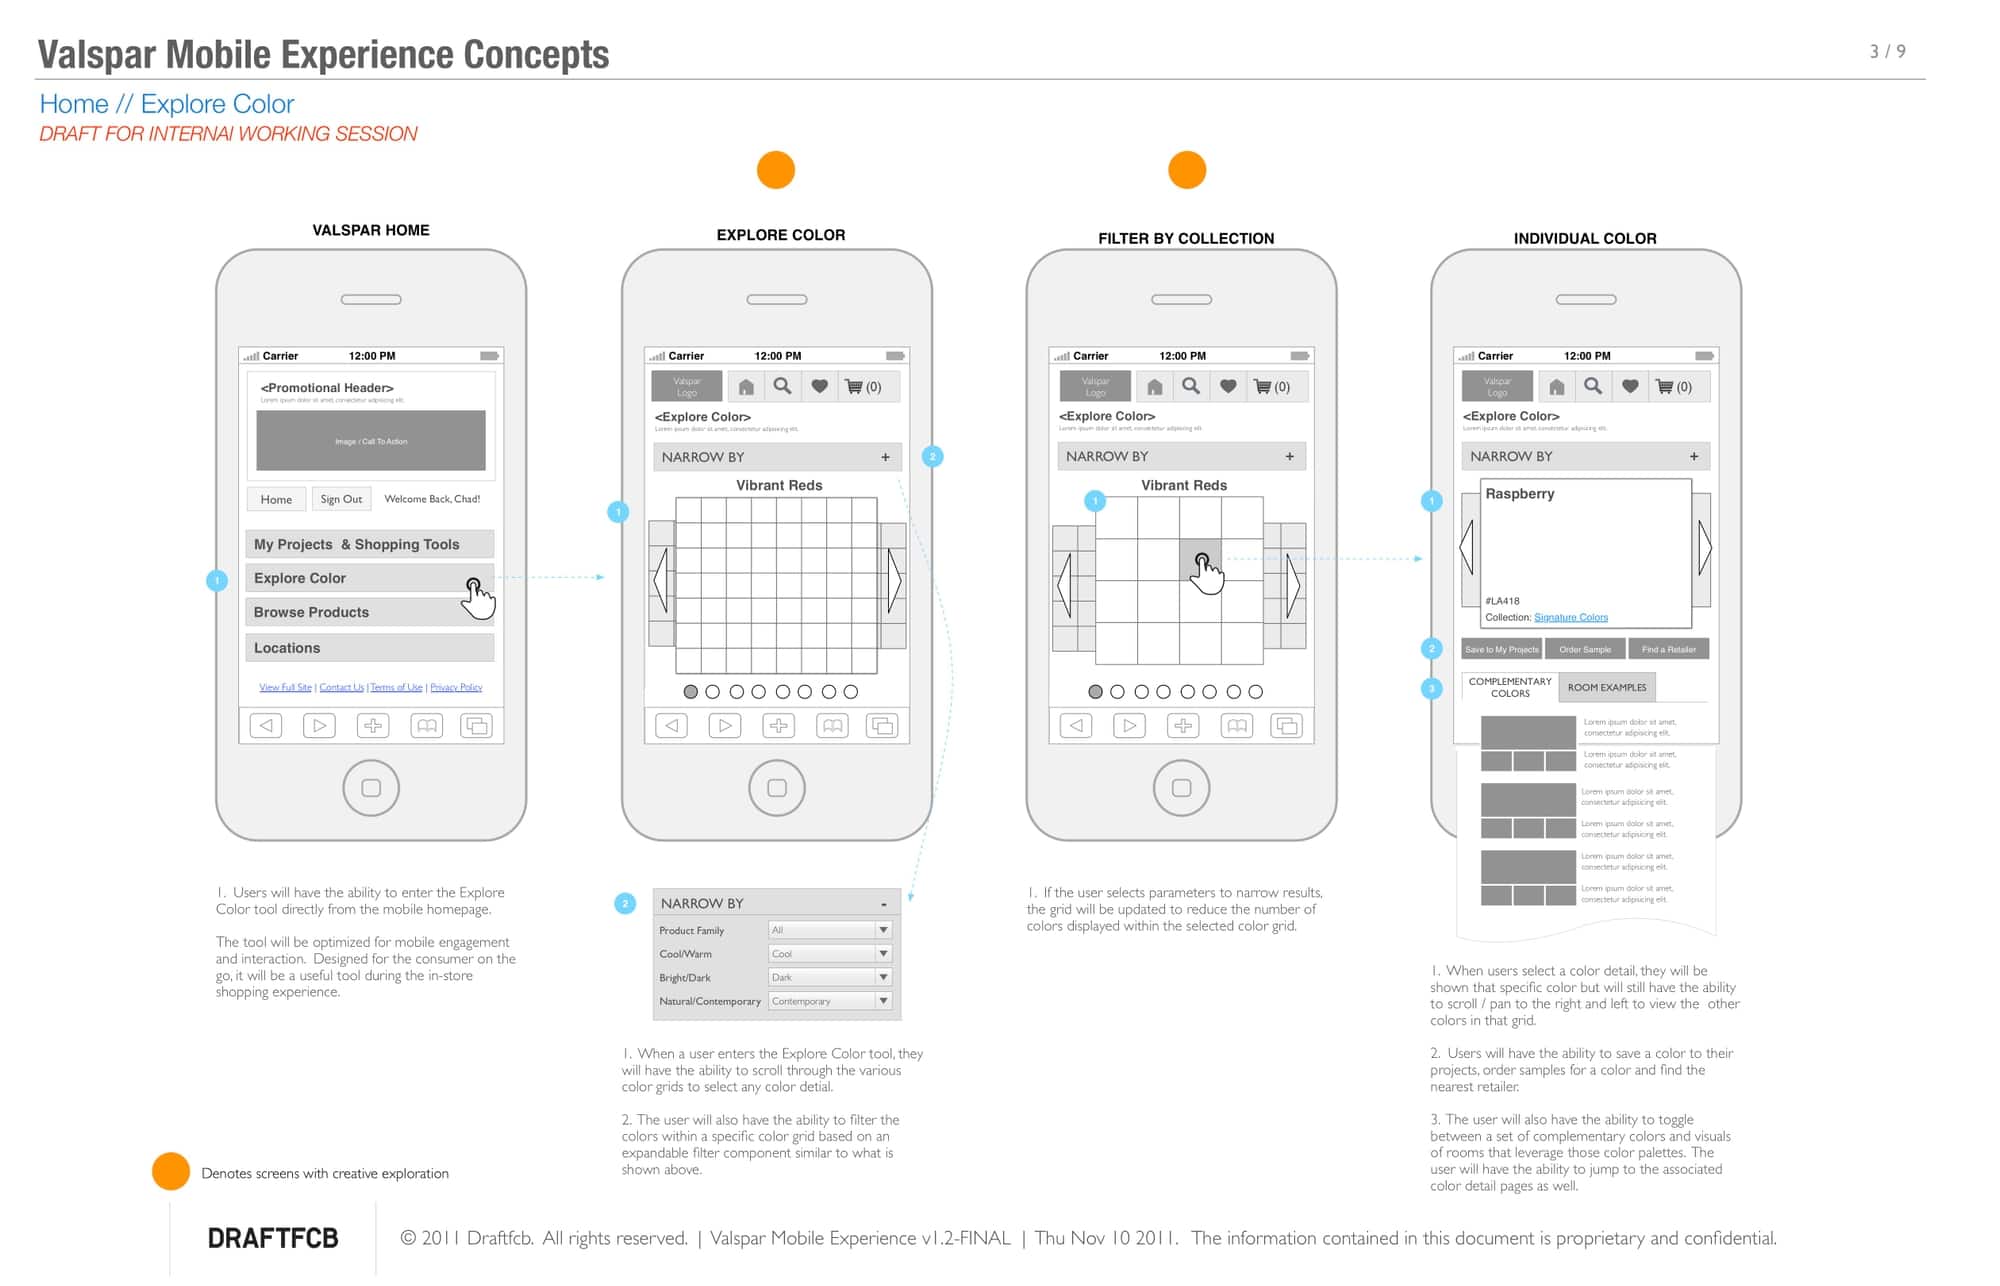 Valspar Mobile Experience Concepts
3 / 9
Home // Explore Color
DRAFT FOR INTERNAl WORKING SESSION
VALSPAR HOME
Carrier 12:00 PM
<Promotional Header>
Lorem ipsum dolor sit amet, consectetur adipisicing elit.
Image / Call To Action
Home Sign Out Welcome Back, Chad!
My Projects & Shopping Tools
Explore Color
1
Browse Products
Locations
View Full Site | Contact Us | Terms of Use | Privacy Policy
1. Users will have the ability to enter the Explore
Color tool directly from the mobile homepage.
The tool will be optimized for mobile engagement
and interaction. Designed for the consumer on the
go, it will be a useful tool during the in-store
shopping experience.
EXPLORE COLOR
Carrier 12:00 PM
Valspar
Logo
(0)
<Explore Color>
Lorem ipsum dolor sit amet, consectetur adipisicing elit.
NARROW BY +
2
Vibrant Reds
1
2
NARROW BY -
Product Family All
Cool/Warm Cool
Bright/Dark Dark
Natural/Contemporary Contemporary
1. When a user enters the Explore Color tool, they
will have the ability to scroll through the various
color grids to select any color detial.
2. The user will also have the ability to filter the
colors within a specific color grid based on an
expandable filter component similar to what is
shown above.
FILTER BY COLLECTION
Carrier 12:00 PM
Valspar
Logo
(0)
<Explore Color>
Lorem ipsum dolor sit amet, consectetur adipisicing elit.
NARROW BY +
Vibrant Reds
1
1. If the user selects parameters to narrow results,
the grid will be updated to reduce the number of
colors displayed within the selected color grid.
INDIVIDUAL COLOR
Carrier 12:00 PM
Valspar
Logo
(0)
<Explore Color>
Lorem ipsum dolor sit amet, consectetur adipisicing elit.
NARROW BY +
1
Raspberry
#LA418
Collection: Signature Colors
2
Save to My Projects Order Sample Find a Retailer
3
COMPLEMENTARY
COLORS
ROOM EXAMPLES
Lorem ipsum dolor sit amet,
consectetur adipisicing elit.
Lorem ipsum dolor sit amet,
consectetur adipisicing elit.
Lorem ipsum dolor sit amet,
consectetur adipisicing elit.
Lorem ipsum dolor sit amet,
consectetur adipisicing elit.
Lorem ipsum dolor sit amet,
consectetur adipisicing elit.
Lorem ipsum dolor sit amet,
consectetur adipisicing elit.
1. When users select a color detail, they will be
shown that specific color but will still have the ability
to scroll / pan to the right and left to view the other
colors in that grid.
2. Users will have the ability to save a color to their
projects, order samples for a color and find the
nearest retailer.
3. The user will also have the ability to toggle
between a set of complementary colors and visuals
of rooms that leverage those color palettes. The
user will have the ability to jump to the associated
color detail pages as well.
Denotes screens with creative exploration
DRAFTFCB
© 2011 Draftfcb. All rights reserved. | Valspar Mobile Experience v1.2-FINAL | Thu Nov 10 2011. The information contained in this document is proprietary and confidential.